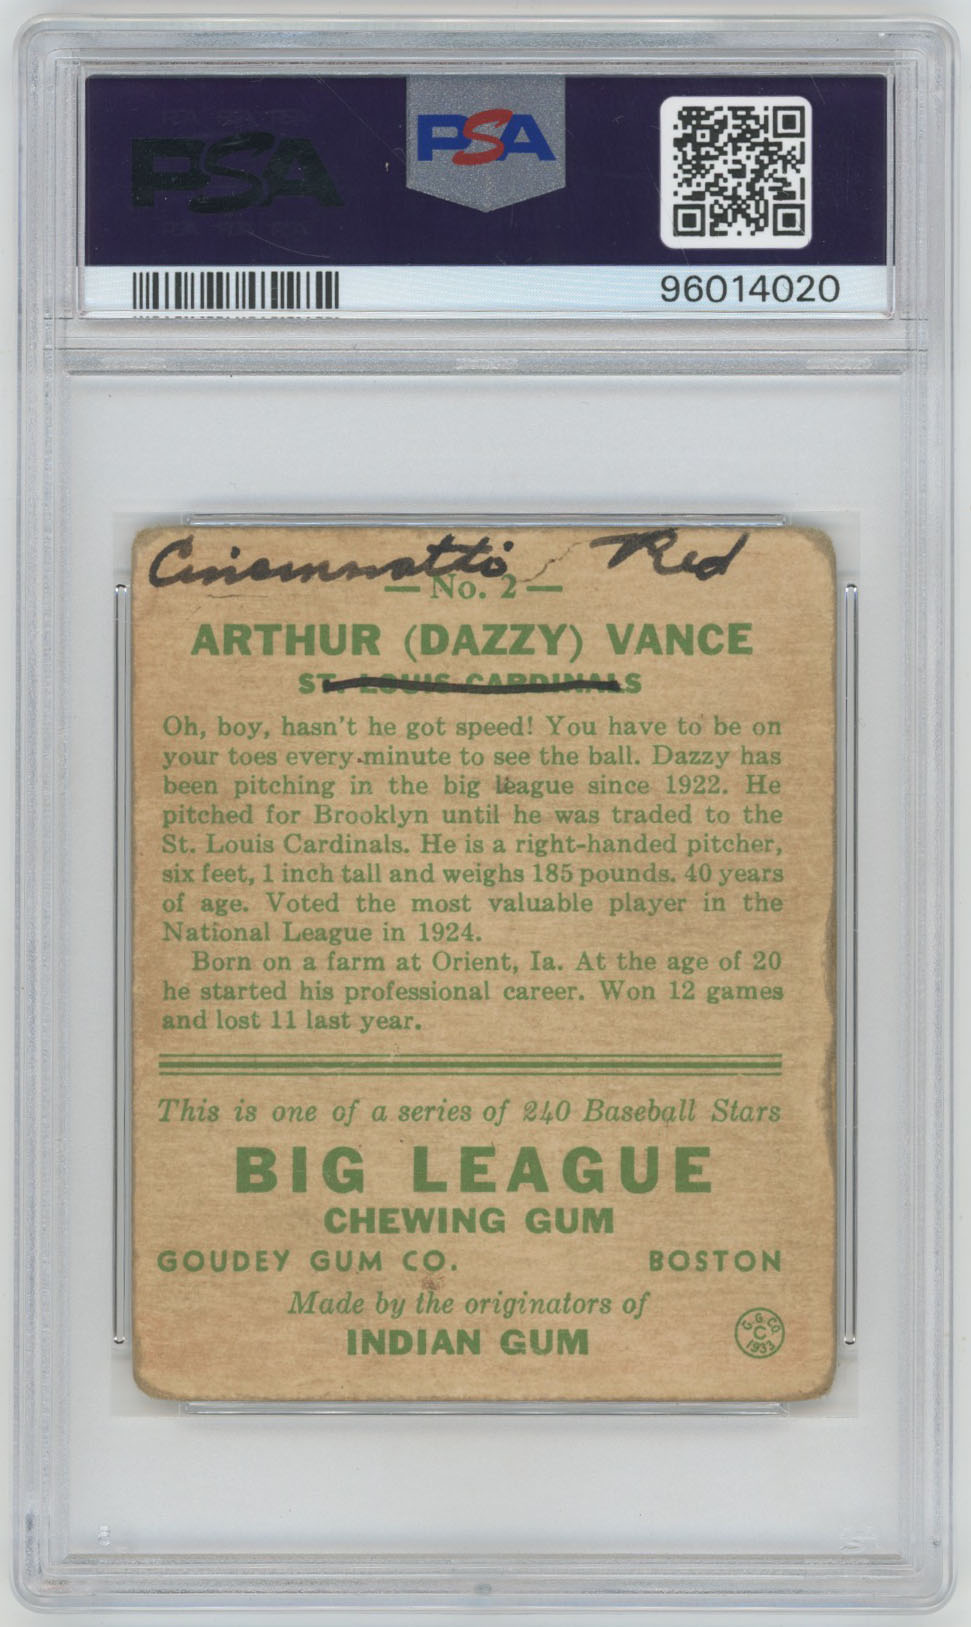 PSA
PSA
96014020
Cincinnatti Red
— No. 2 —
ARTHUR (DAZZY) VANCE
ST. LOUIS CARDINALS
Oh, boy, hasn't he got speed! You have to be on
your toes every minute to see the ball. Dazzy has
been pitching in the big league since 1922. He
pitched for Brooklyn until he was traded to the
St. Louis Cardinals. He is a right-handed pitcher,
six feet, 1 inch tall and weighs 185 pounds. 40 years
of age. Voted the most valuable player in the
National League in 1924.
Born on a farm at Orient, Ia. At the age of 20
he started his professional career. Won 12 games
and lost 11 last year.
This is one of a series of 240 Baseball Stars
BIG LEAGUE
CHEWING GUM
GOUDEY GUM CO. BOSTON
Made by the originators of
INDIAN GUM
G. G. CO.
C
1933